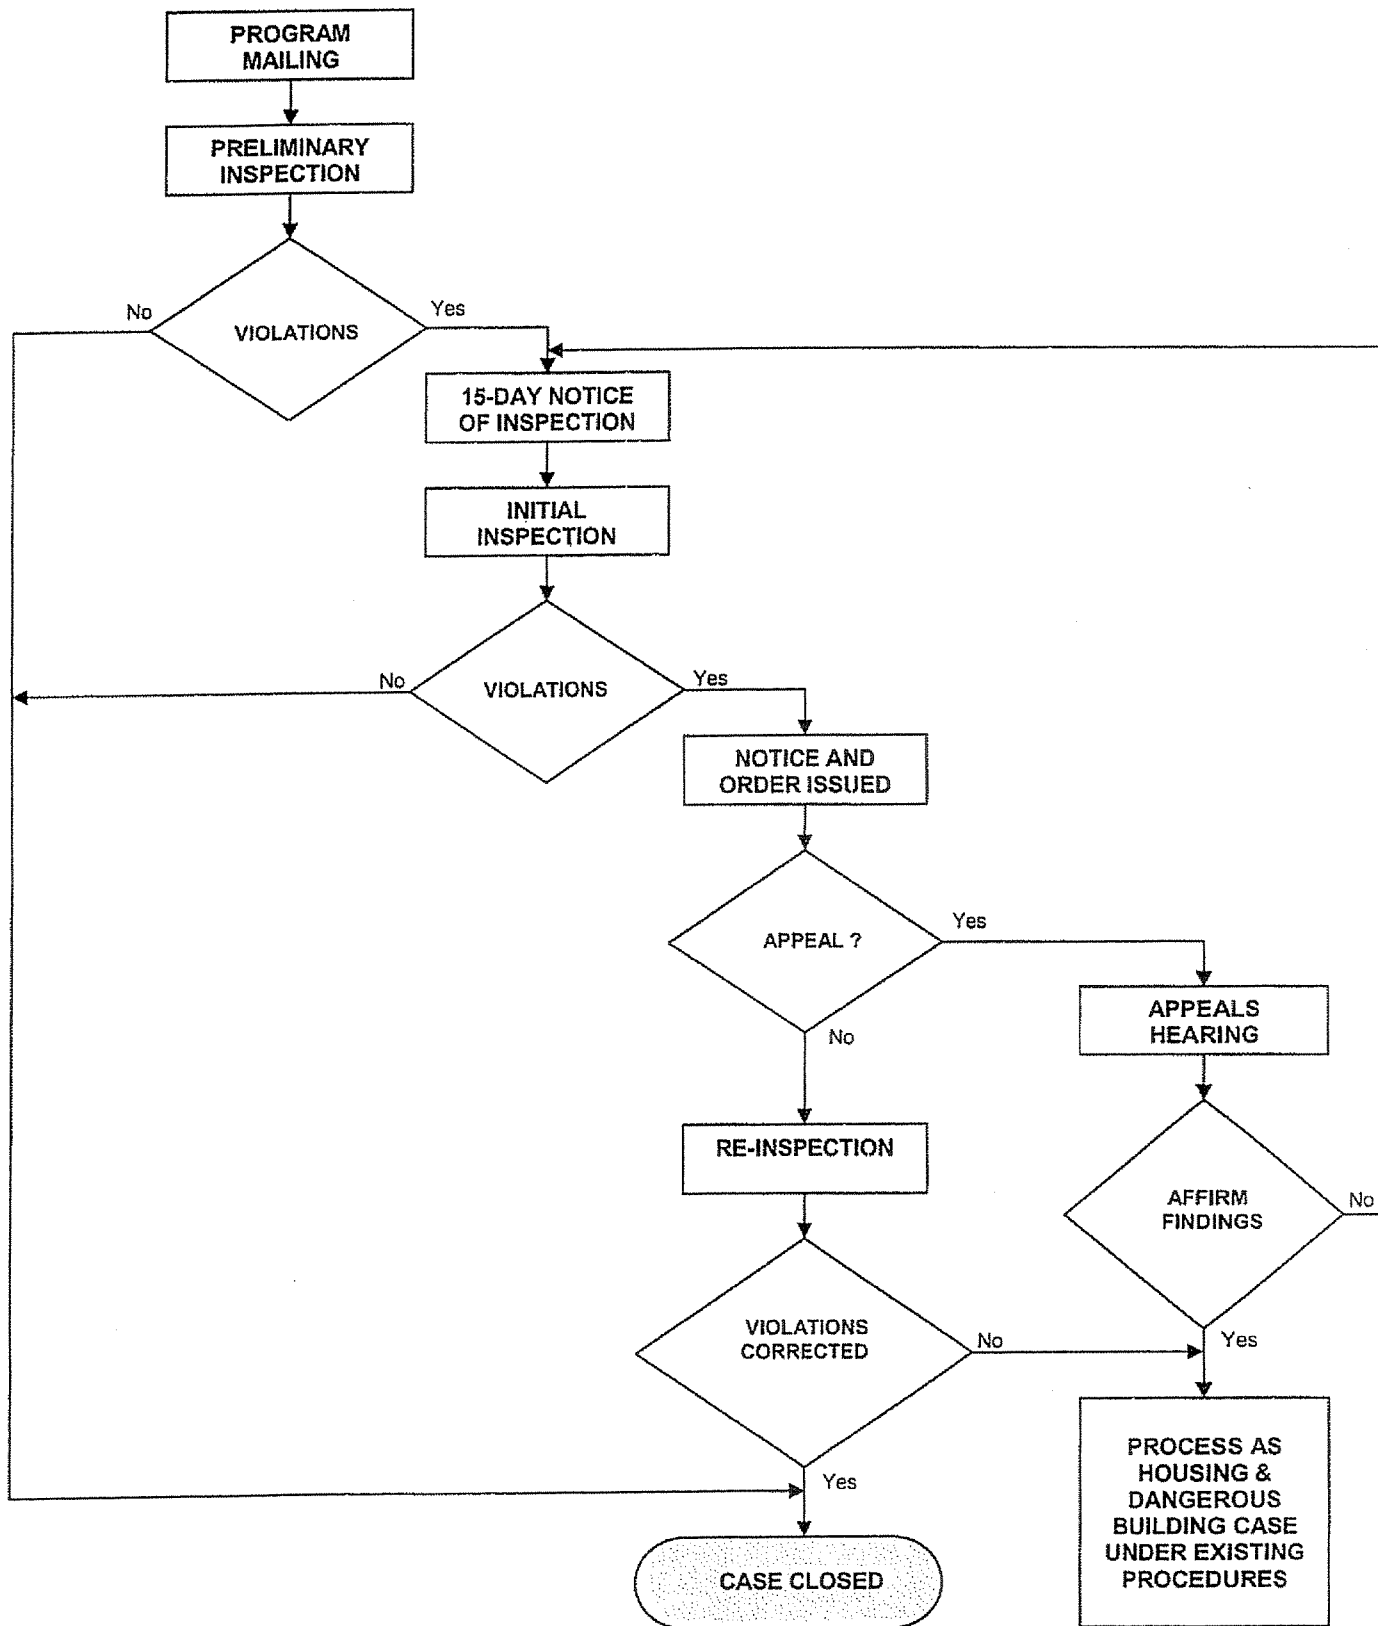 PROGRAM
MAILING
PRELIMINARY
INSPECTION
No
VIOLATIONS
Yes
15-DAY NOTICE
OF INSPECTION
INITIAL
INSPECTION
No
VIOLATIONS
Yes
NOTICE AND
ORDER ISSUED
APPEAL ?
Yes
No
APPEALS
HEARING
RE-INSPECTION
AFFIRM
FINDINGS
No
Yes
VIOLATIONS
CORRECTED
No
Yes
PROCESS AS
HOUSING &
DANGEROUS
BUILDING CASE
UNDER EXISTING
PROCEDURES
CASE CLOSED